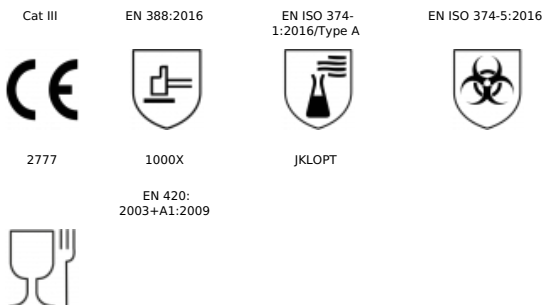 Cat III
EN 388:2016
EN ISO 374-
1:2016/Type A
EN ISO 374-5:2016
CE
2777
1000X
JKLOPT
EN 420:
2003+A1:2009